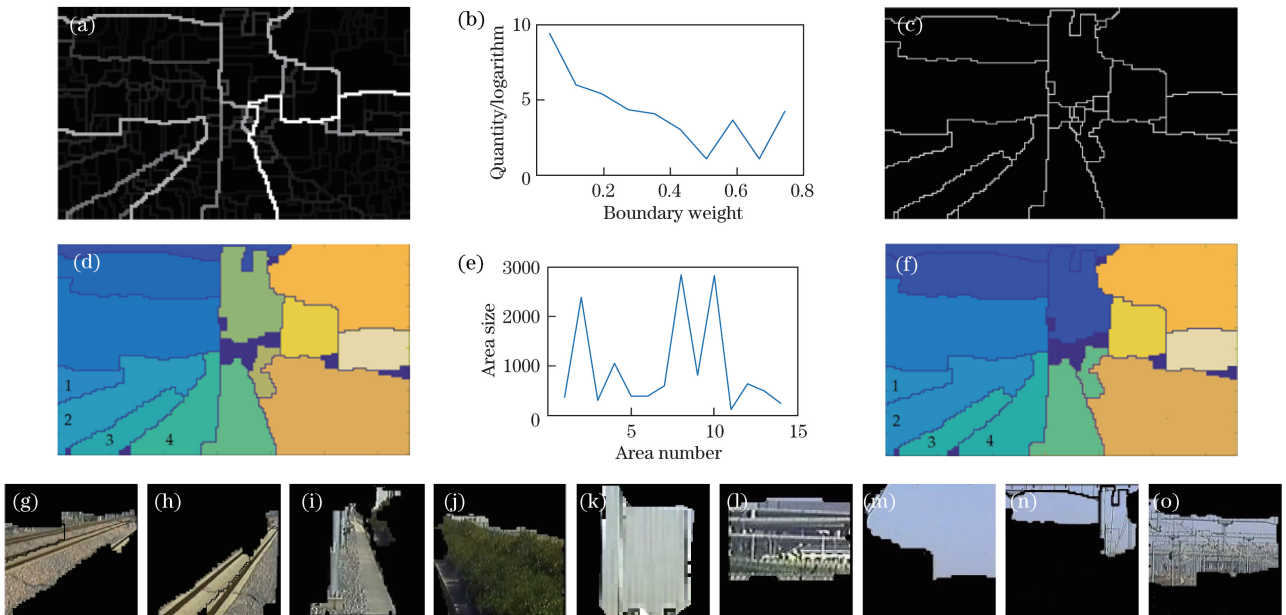 (a)
(b)
10
5
0
Quantity/logarithm
0.2 0.4 0.6 0.8
Boundary weight
(c)
(d)
1
2
3
4
(e)
3000
2000
1000
0
Area size
5 10 15
Area number
(f)
1
2
3
4
(g) (h) (i) (j) (k) (l) (m) (n) (o)